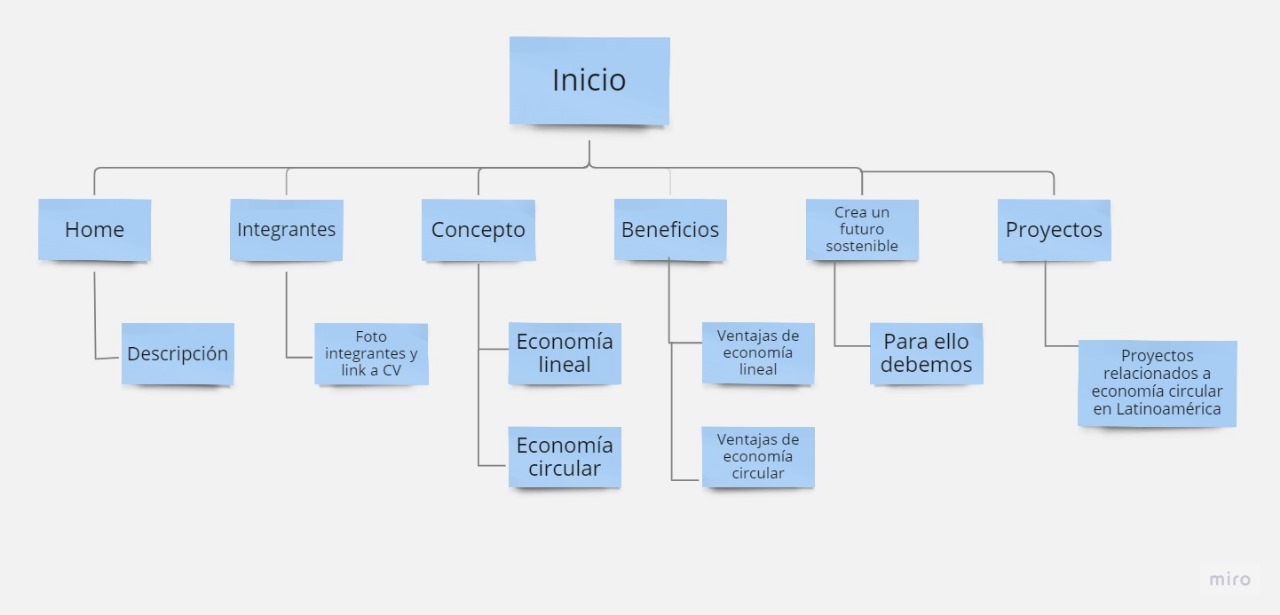 Inicio
Home
Integrantes
Concepto
Beneficios
Crea un
futuro
sostenible
Proyectos
Descripción
Foto
integrantes y
link a CV
Economía
lineal
Ventajas de
economía
lineal
Para ello
debemos
Proyectos
relacionados a
economía circular
en Latinoamérica
Economía
circular
Ventajas de
economía
circular
miro